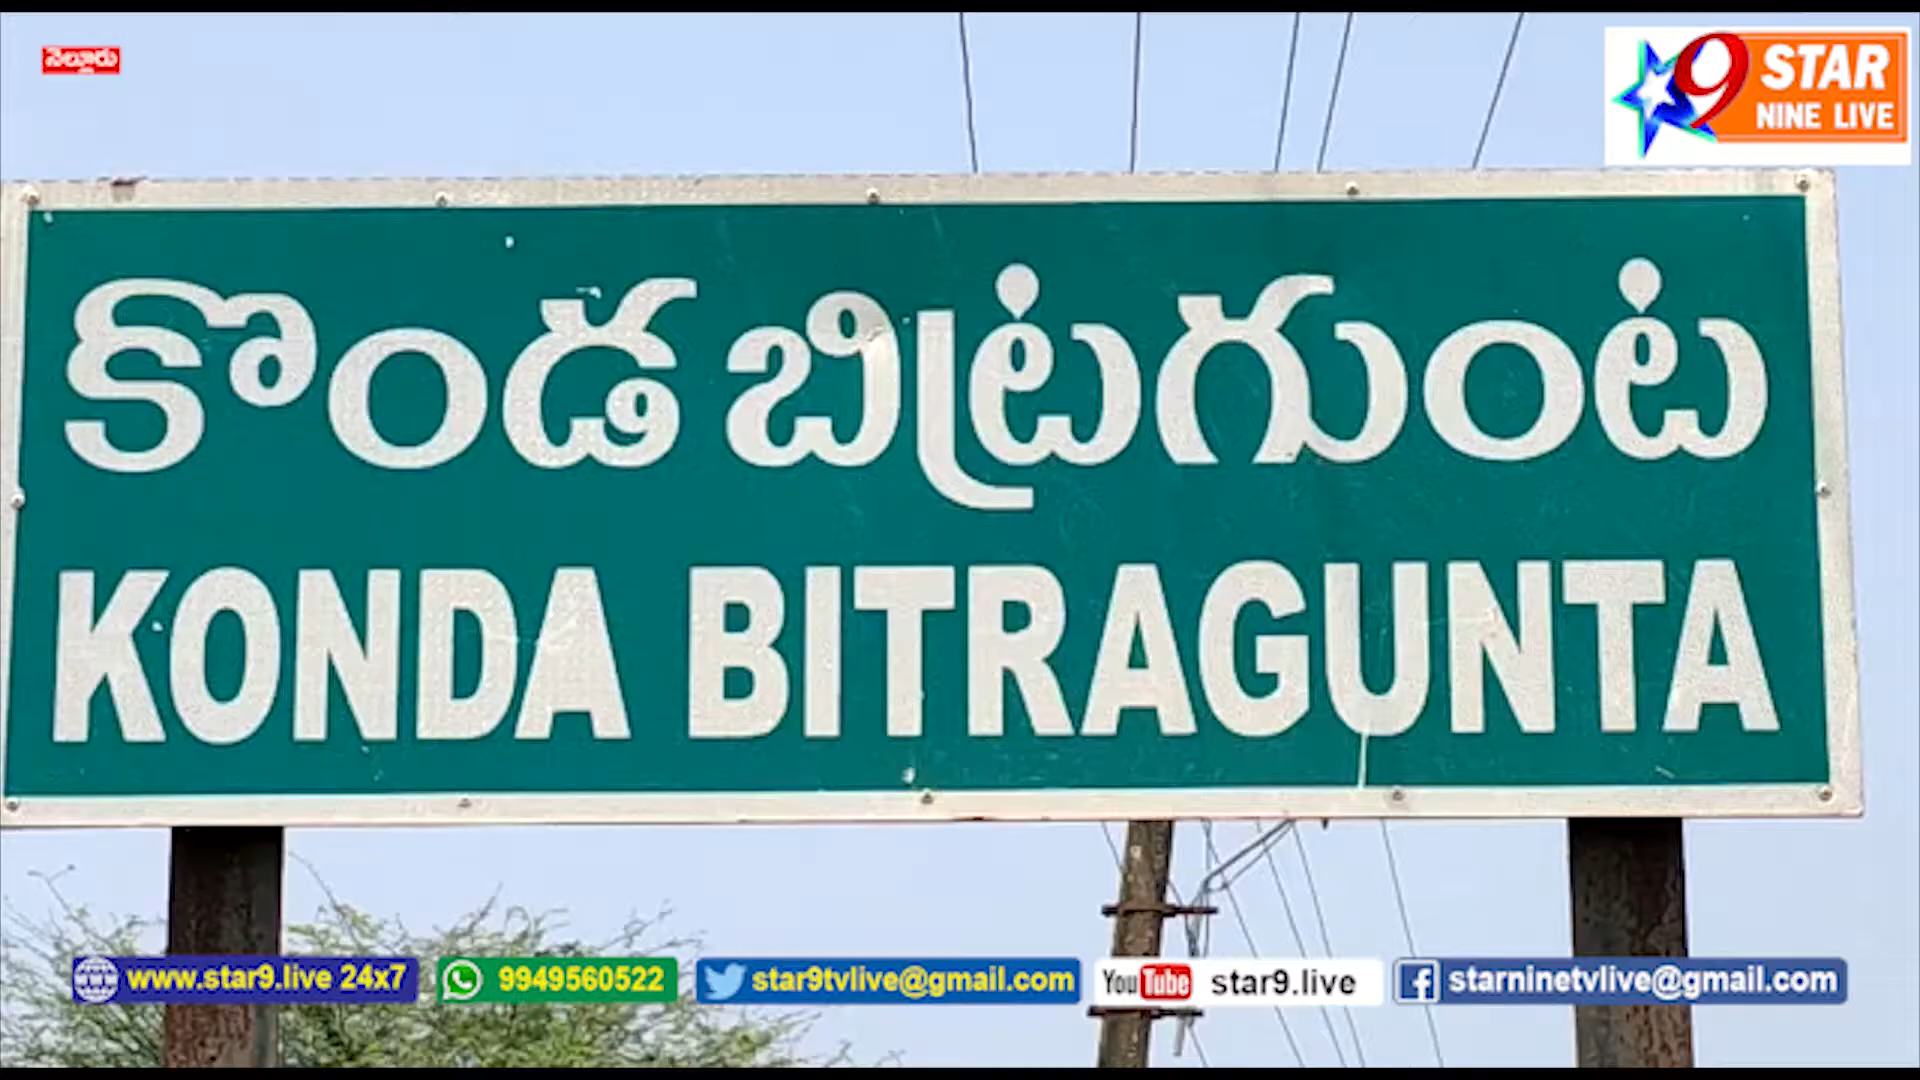 నెల్లూరు
9 STAR
NINE LIVE
కొండ బిట్రగుంట
KONDA BITRAGUNTA
www.star9.live 24x7
9949560522
star9tvlive@gmail.com
YouTube star9.live
starninetvlive@gmail.com